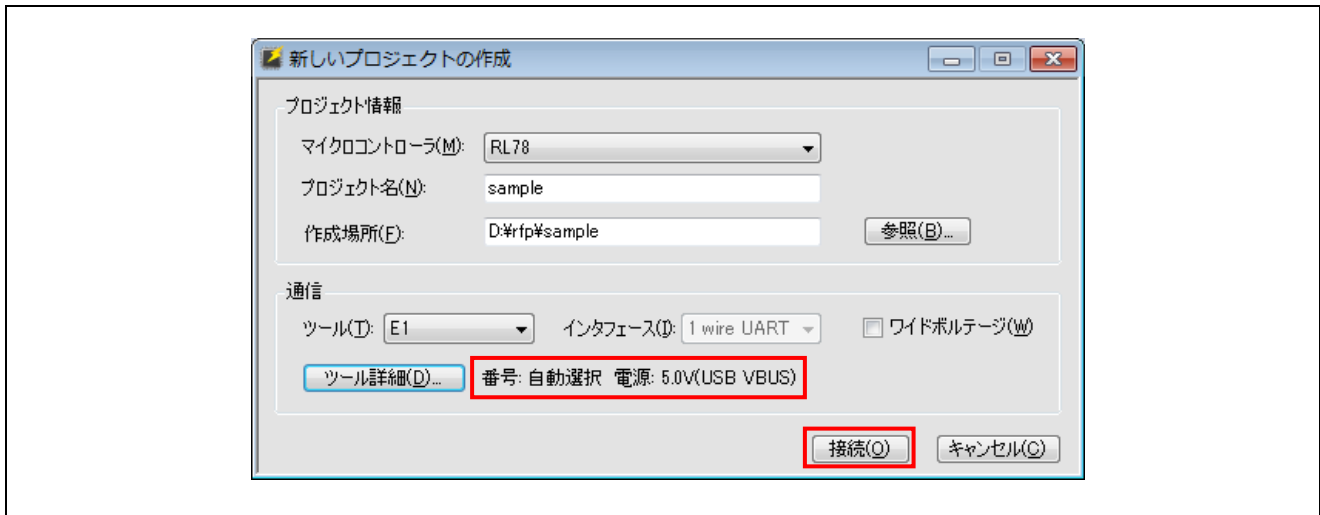 新しいプロジェクトの作成
プロジェクト情報
マイクロコントローラ(M): RL78
プロジェクト名(N): sample
作成場所(F): D:¥rfp¥sample 参照(B)...
通信
ツール(T): E1 インタフェース(I): 1 wire UART ワイドボルテージ(W)
ツール詳細(D)... 番号: 自動選択 電源: 5.0V(USB VBUS)
接続(O) キャンセル(C)